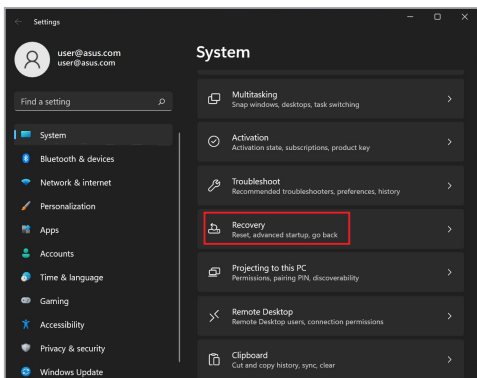 Settings
user@asus.com
user@asus.com
Find a setting
System
Bluetooth & devices
Network & internet
Personalization
Apps
Accounts
Time & language
Gaming
Accessibility
Privacy & security
Windows Update
System
Multitasking
Snap windows, desktops, task switching
Activation
Activation state, subscriptions, product key
Troubleshoot
Recommended troubleshooters, preferences, history
Recovery
Reset, advanced startup, go back
Projecting to this PC
Permissions, pairing PIN, discoverability
Remote Desktop
Remote Desktop users, connection permissions
Clipboard
Cut and copy history, sync, clear